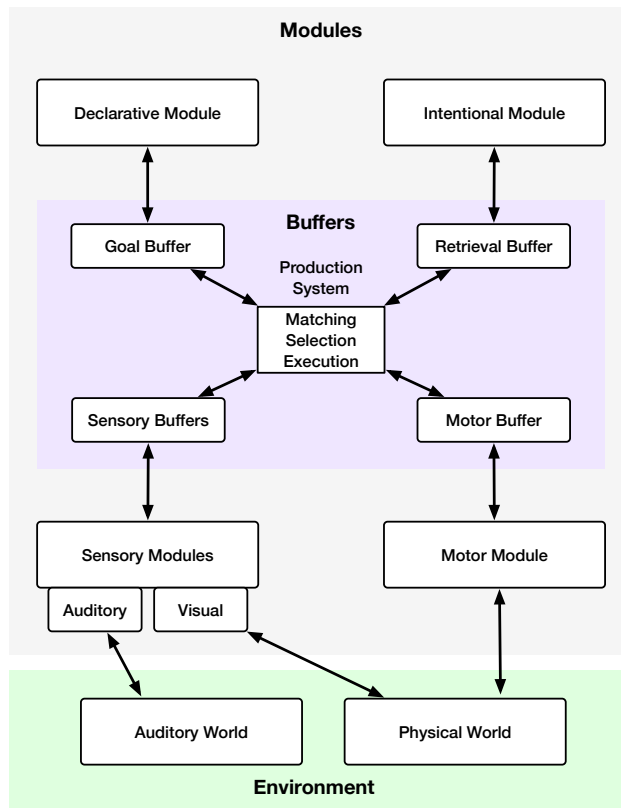 Modules
Declarative Module
Intentional Module
Buffers
Goal Buffer
Retrieval Buffer
Production
System
Matching
Selection
Execution
Sensory Buffers
Motor Buffer
Sensory Modules
Motor Module
Auditory
Visual
Auditory World
Physical World
Environment